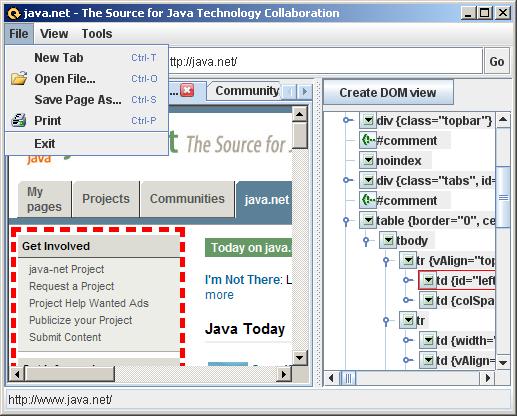 java.net - The Source for Java Technology Collaboration
File View Tools
New Tab Ctrl-T
Open File... Ctrl-O
Save Page As... Ctrl-S
Print Ctrl-P
Exit
http://java.net/ Go
... Community
java The Source for J
My pages Projects Communities java.net
Get Involved
java-net Project
Request a Project
Project Help Wanted Ads
Publicize your Project
Submit Content
Today on java.
I'm Not There: L
more
Java Today
Create DOM view
div {class="topbar"}
#comment
noindex
div {class="tabs", id=
#comment
table {border="0", ce
tbody
tr {vAlign="top
td {id="left
td {colSpa
tr
td {width=
td {vAlign=
http://www.java.net/